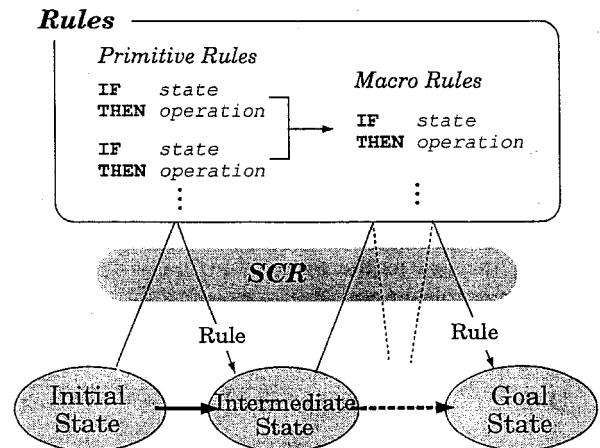 Rules
Primitive Rules
IF state
THEN operation
IF state
THEN operation
Macro Rules
IF state
THEN operation
SCR
Rule
Rule
Initial
State
Intermediate
State
Goal
State